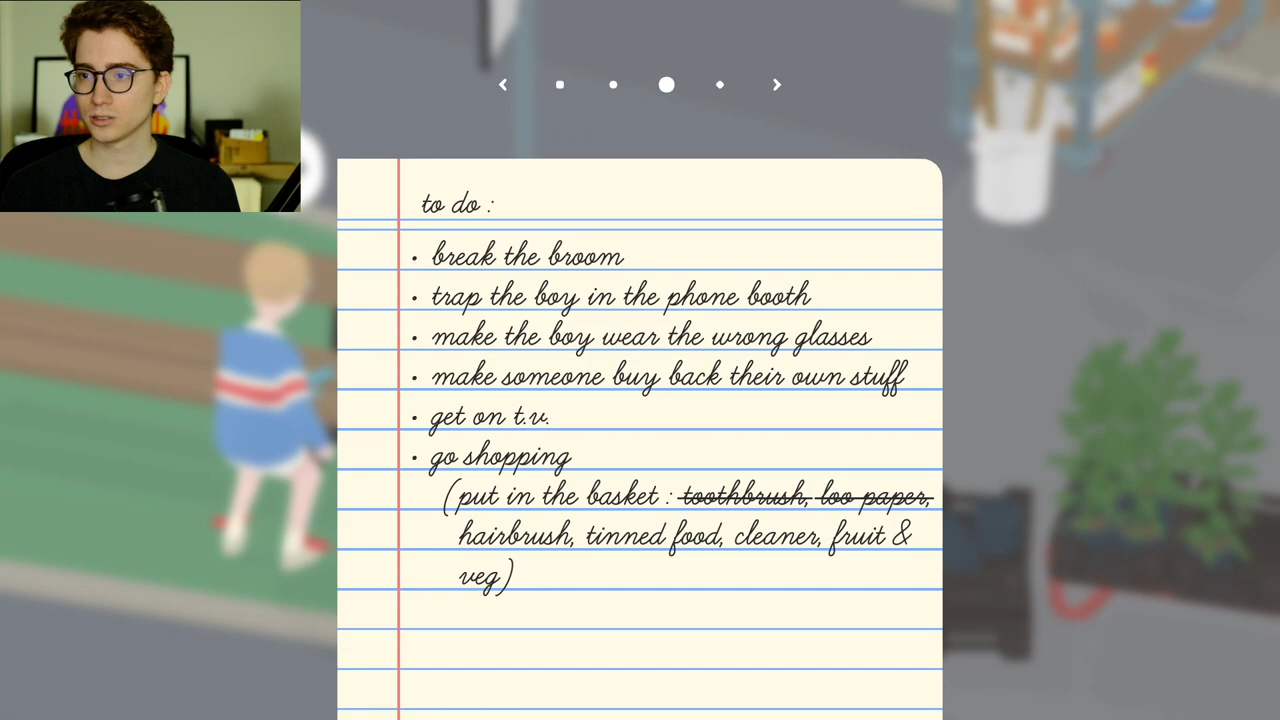 to do :
• break the broom
• trap the boy in the phone booth
• make the boy wear the wrong glasses
• make someone buy back their own stuff
• get on t.v.
• go shopping
(put in the basket : toothbrush, loo paper,
hairbrush, tinned food, cleaner, fruit &
veg)